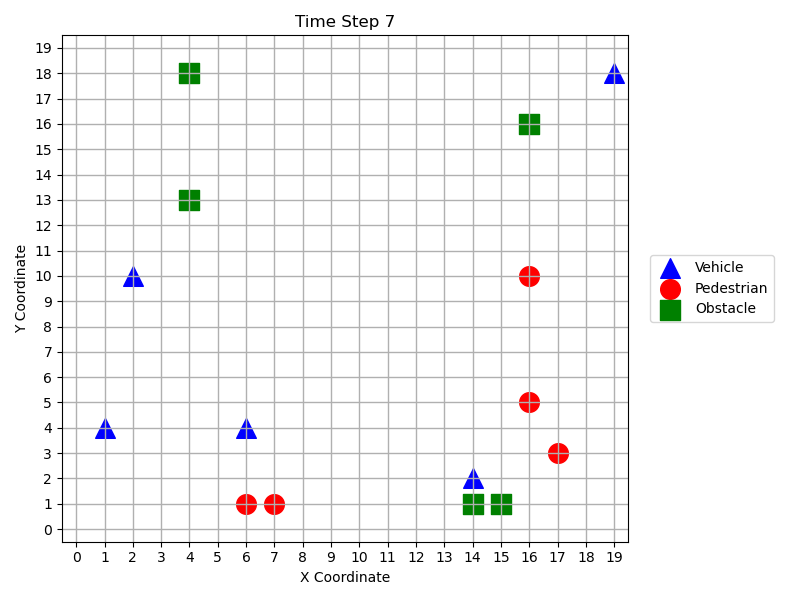 Time Step 7
Y Coordinate
19
18
17
16
15
14
13
12
11
10
9
8
7
6
5
4
3
2
1
0
0 1 2 3 4 5 6 7 8 9 10 11 12 13 14 15 16 17 18 19
X Coordinate
Vehicle
Pedestrian
Obstacle